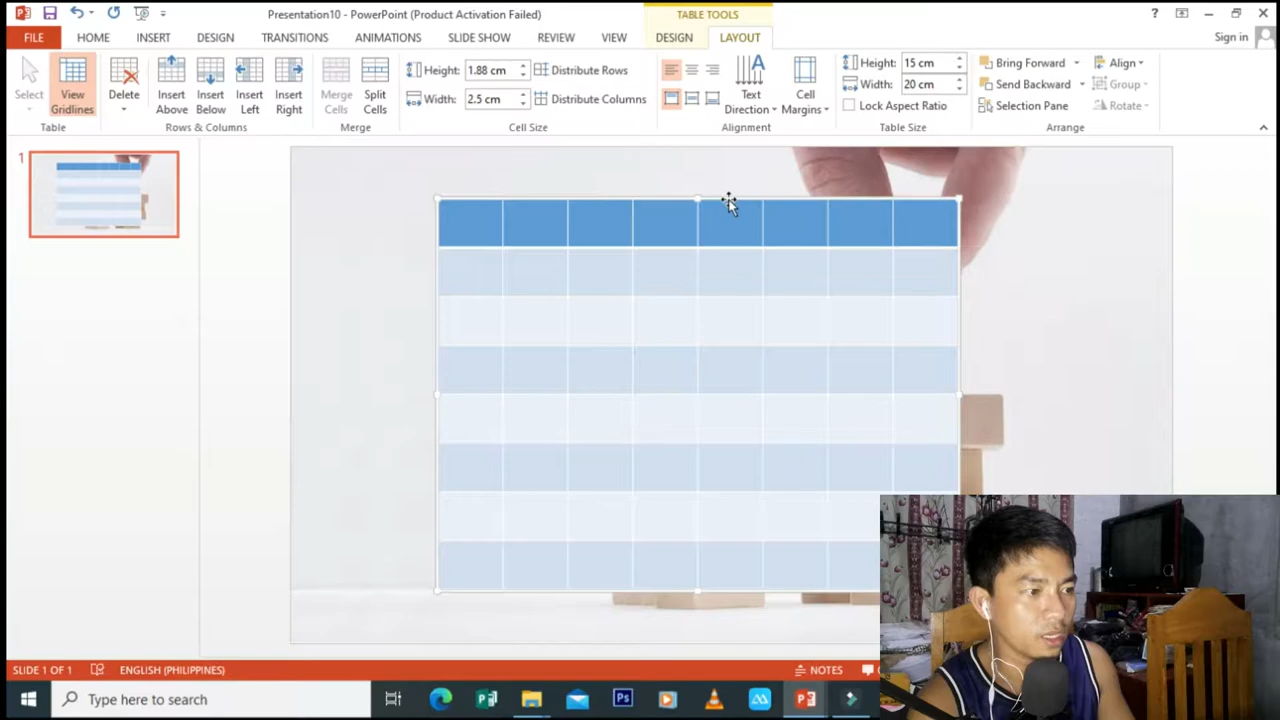 Presentation10 - PowerPoint (Product Activation Failed)
TABLE TOOLS
?
FILE
HOME
INSERT
DESIGN
TRANSITIONS
ANIMATIONS
SLIDE SHOW
REVIEW
VIEW
DESIGN
LAYOUT
Sign in
Select
View
Gridlines
Table
Delete
Insert
Above
Insert
Below
Insert
Left
Insert
Right
Rows & Columns
Merge
Cells
Split
Cells
Merge
Height: 1.88 cm
Distribute Rows
Width: 2.5 cm
Distribute Columns
Cell Size
Text
Direction
Cell
Margins
Alignment
Height: 15 cm
Width: 20 cm
Lock Aspect Ratio
Table Size
Bring Forward
Send Backward
Selection Pane
Align
Group
Rotate
Arrange
1
SLIDE 1 OF 1
ENGLISH (PHILIPPINES)
NOTES
Type here to search